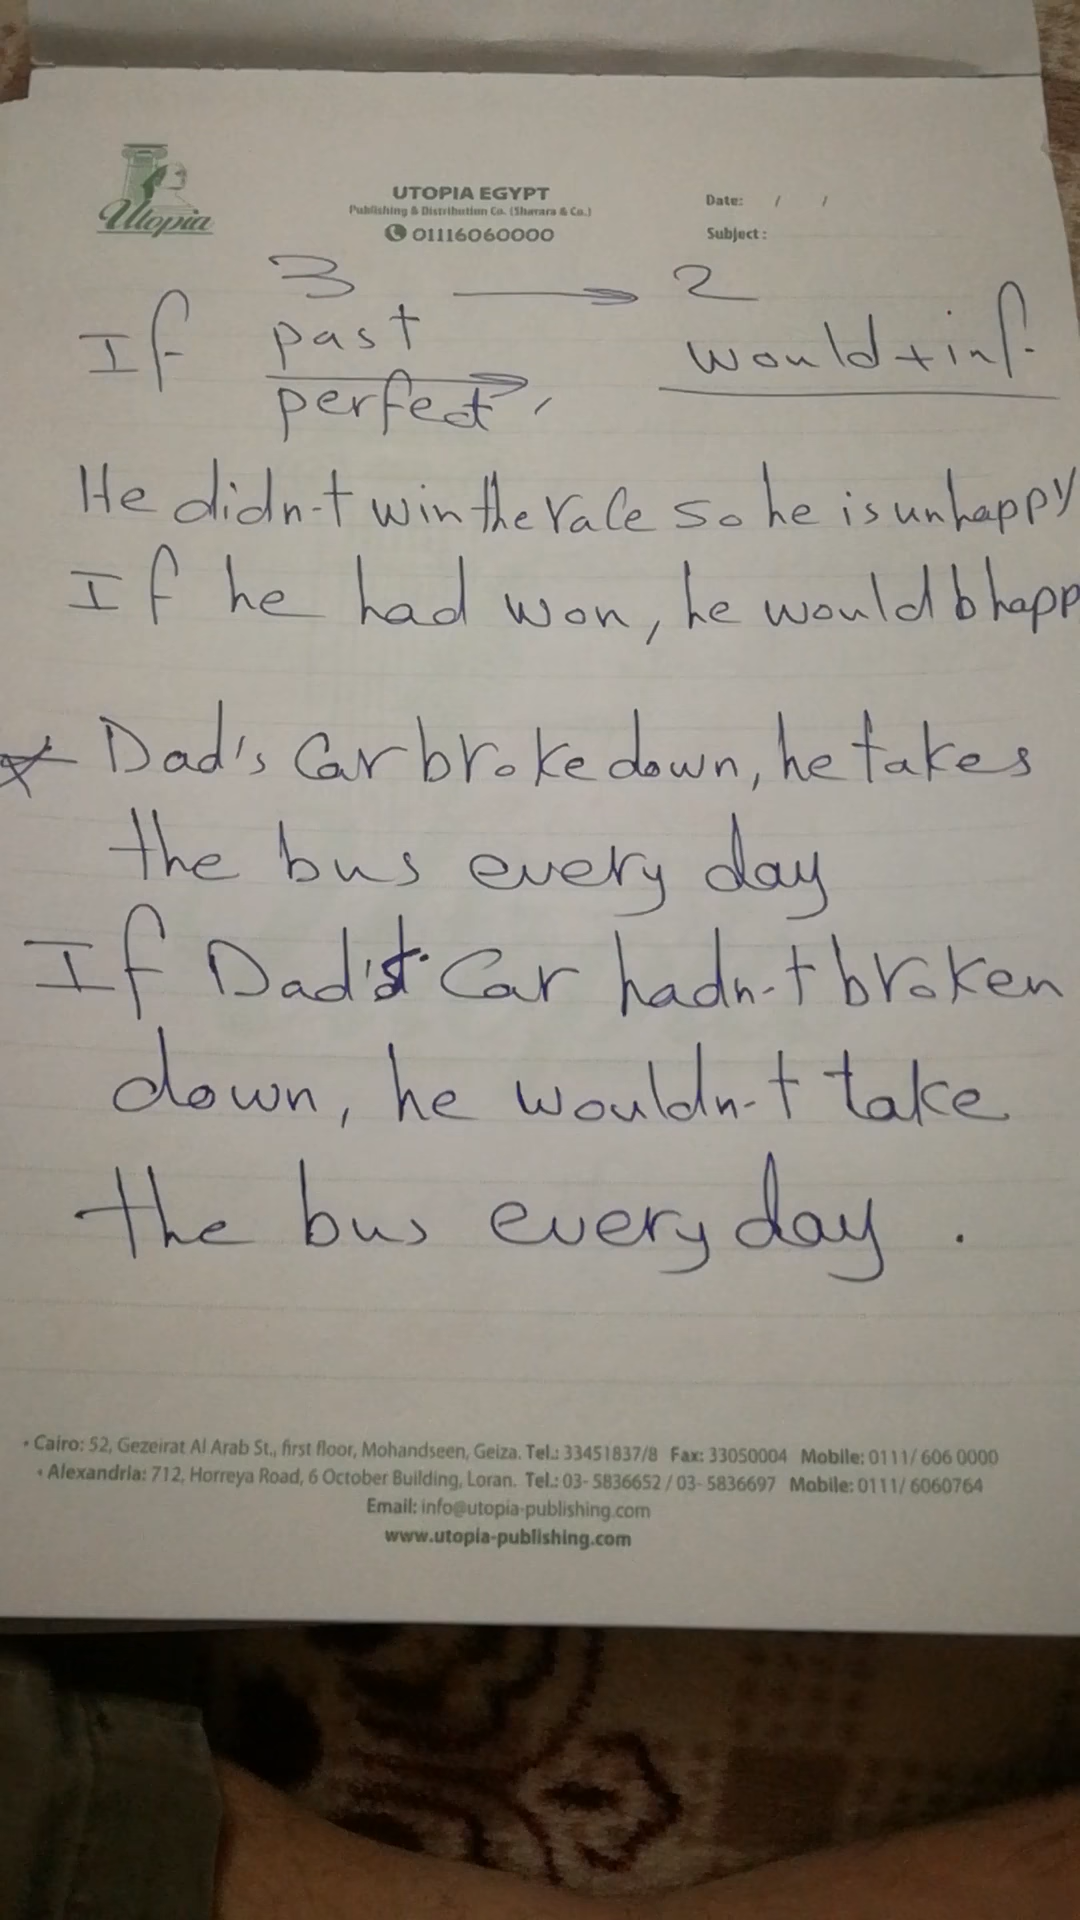 Utopia
UTOPIA EGYPT
Publishing & Distribution Co. (Sharara & Co.)
01116060000
Date: / /
Subject:
3 → 2
If past would + inf.
perfect,
He didn-t win the race so he is unhappy
If he had won, he would b happ
Dad's Car broke down, he takes
the bus every day
If Dad's Car hadn-t broken
down, he wouldn-t take
the bus every day.
• Cairo: 52, Gezeirat Al Arab St., first floor, Mohandseen, Geiza. Tel.: 33451837/8 Fax: 33050004 Mobile: 0111/ 606 0000
• Alexandria: 712, Horreya Road, 6 October Building, Loran. Tel.: 03- 5836652 / 03- 5836697 Mobile: 0111/ 6060764
Email: info@utopia-publishing.com
www.utopia-publishing.com